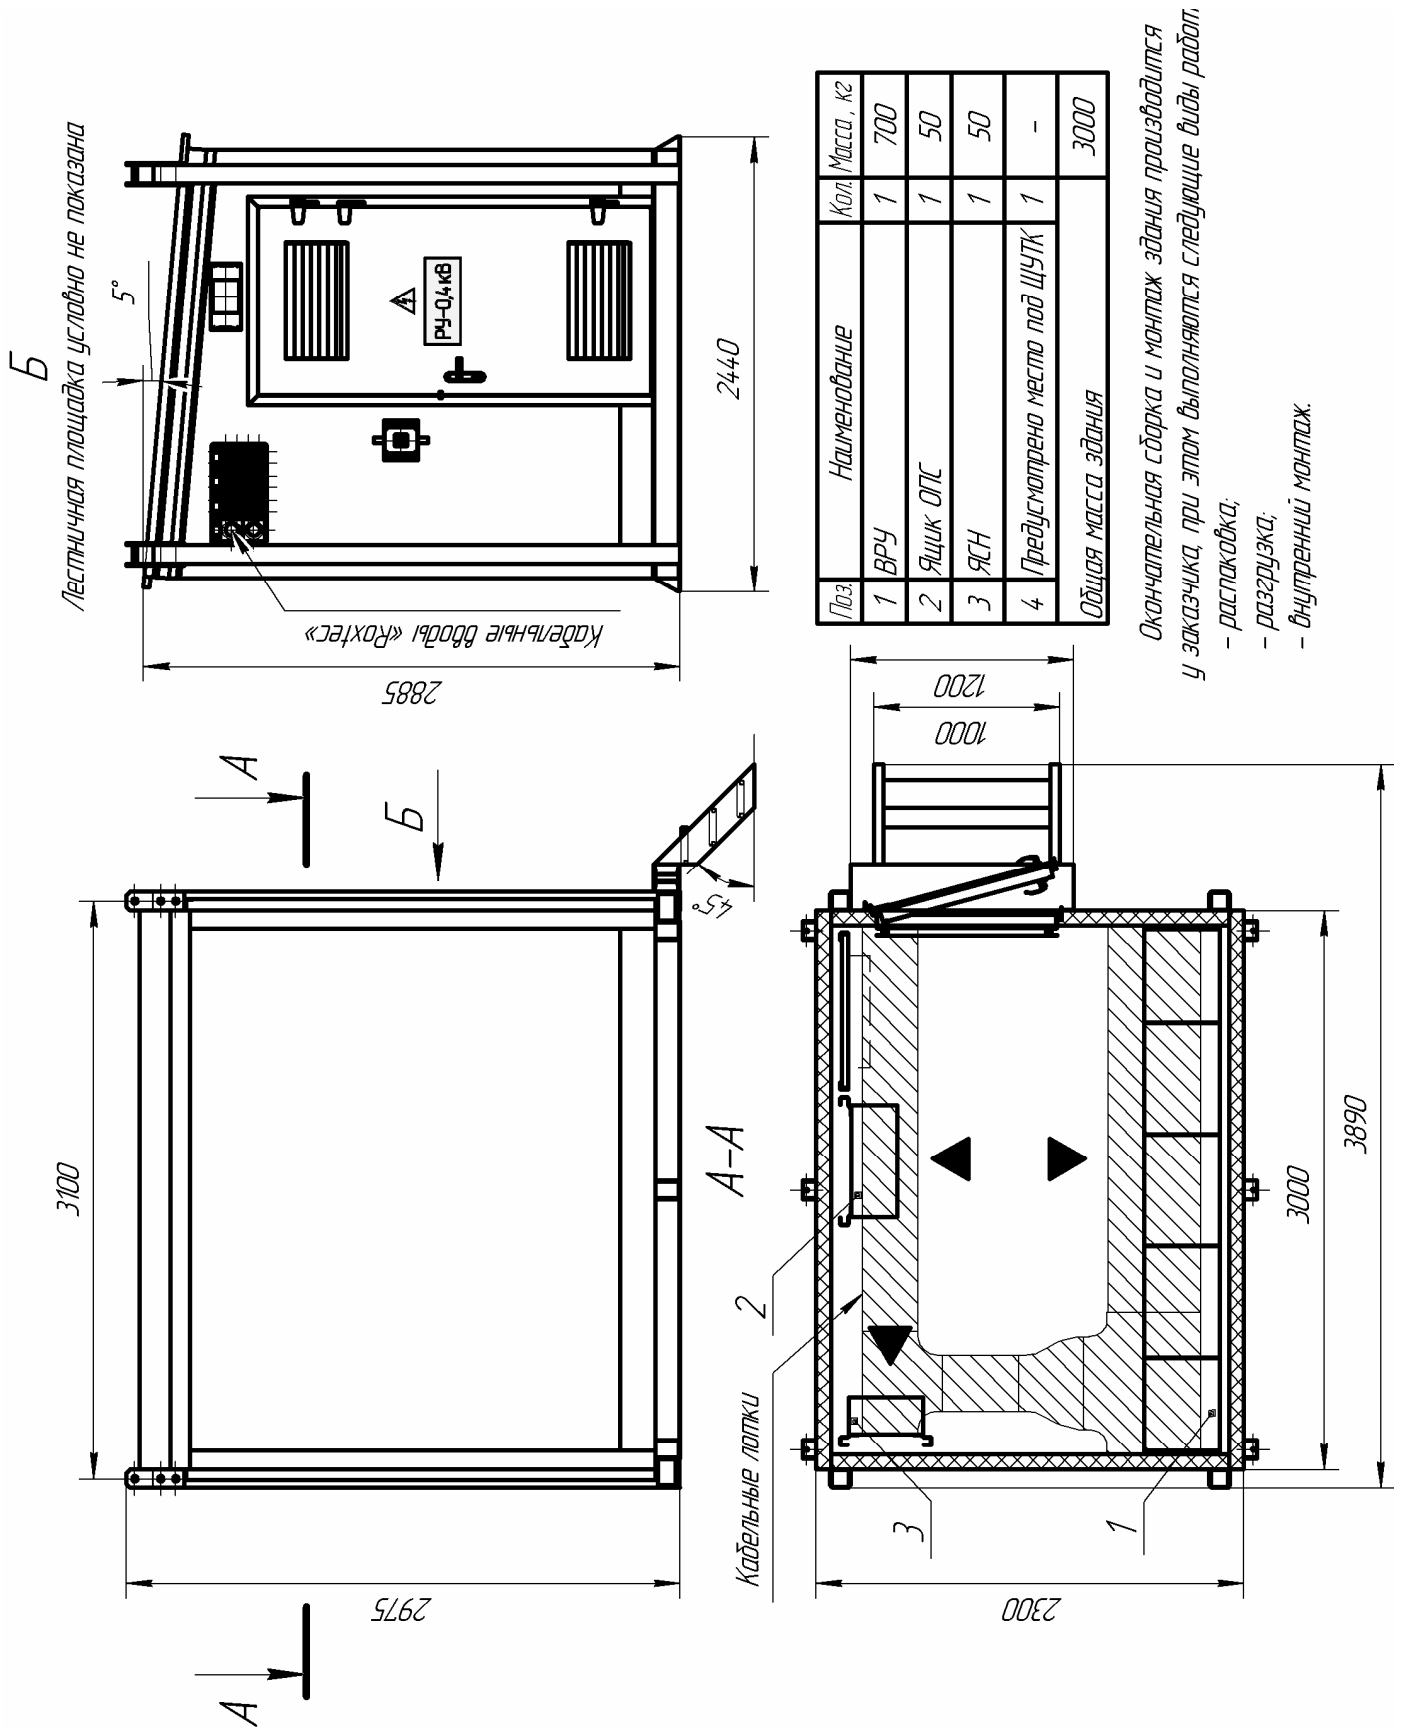 А
А
Б
3100
2975
45°
Б
Лестничная площадка условно не показана
5°
РУ-0,4кВ
Кабельные вводы «Roxtec»
2885
2440
А-А
Кабельные лотки
2
3
1
2300
3000
3890
1000
1200
Поз. Наименование Кол. Масса, кг
1 ВРУ 1 700
2 Ящик ОПС 1 50
3 ЯСН 1 50
4 Предусмотрено место под ЩУТК 1 -
Общая масса здания 3000
Окончательная сборка и монтаж здания производится
у заказчика, при этом выполняются следующие виды работ:
- распаковка;
- разгрузка;
- внутренний монтаж.